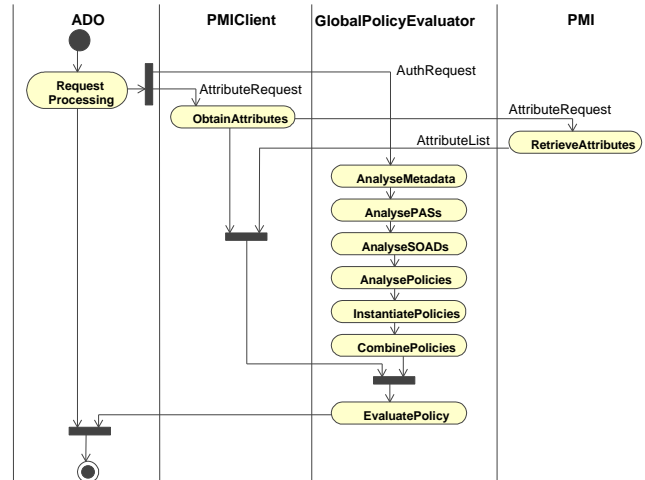 ADO
PMIClient
GlobalPolicyEvaluator
PMI
AuthRequest
Request
Processing
AttributeRequest
AttributeRequest
ObtainAttributes
AttributeList
RetrieveAttributes
AnalyseMetadata
AnalysePASs
AnalyseSOADs
AnalysePolicies
InstantiatePolicies
CombinePolicies
EvaluatePolicy